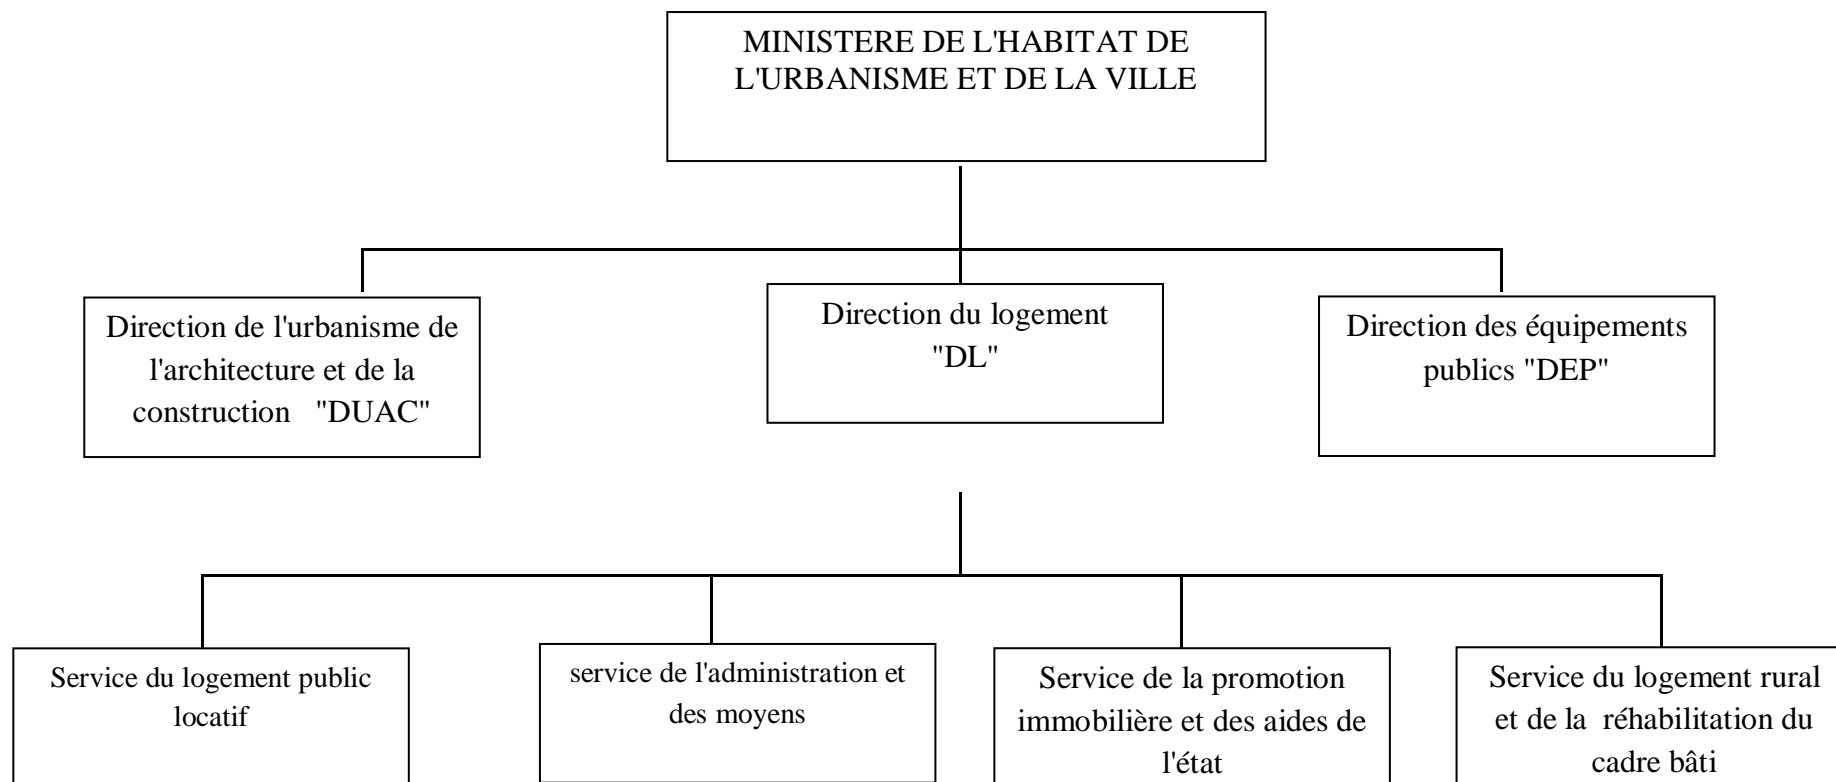 MINISTERE DE L'HABITAT DE
L'URBANISME ET DE LA VILLE
Direction de l'urbanisme de
l'architecture et de la
construction "DUAC"
Direction du logement
"DL"
Direction des équipements
publics "DEP"
Service du logement public
locatif
service de l'administration et
des moyens
Service de la promotion
immobilière et des aides de
l'état
Service du logement rural
et de la réhabilitation du
cadre bâti